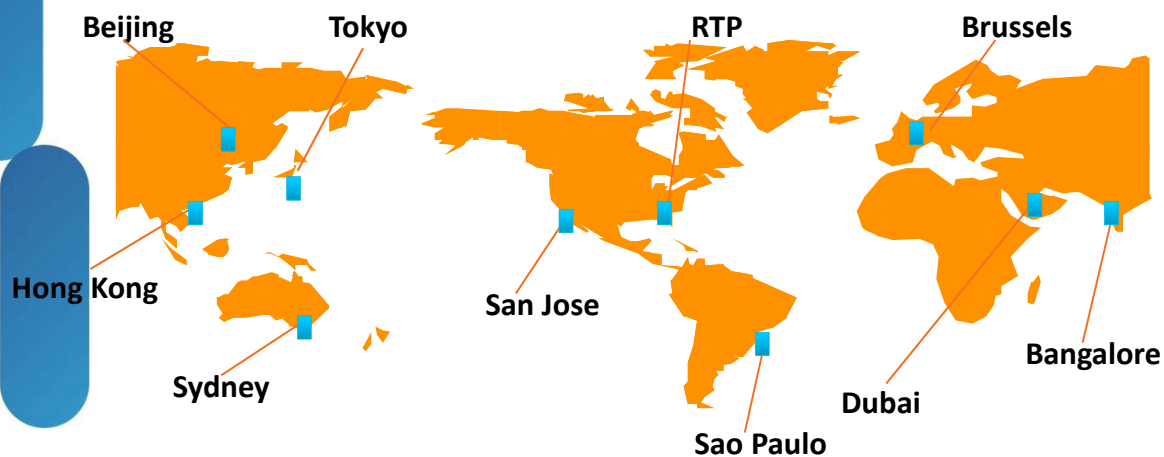 Beijing
Tokyo
RTP
Brussels
Hong Kong
San Jose
Sydney
Bangalore
Dubai
Sao Paulo